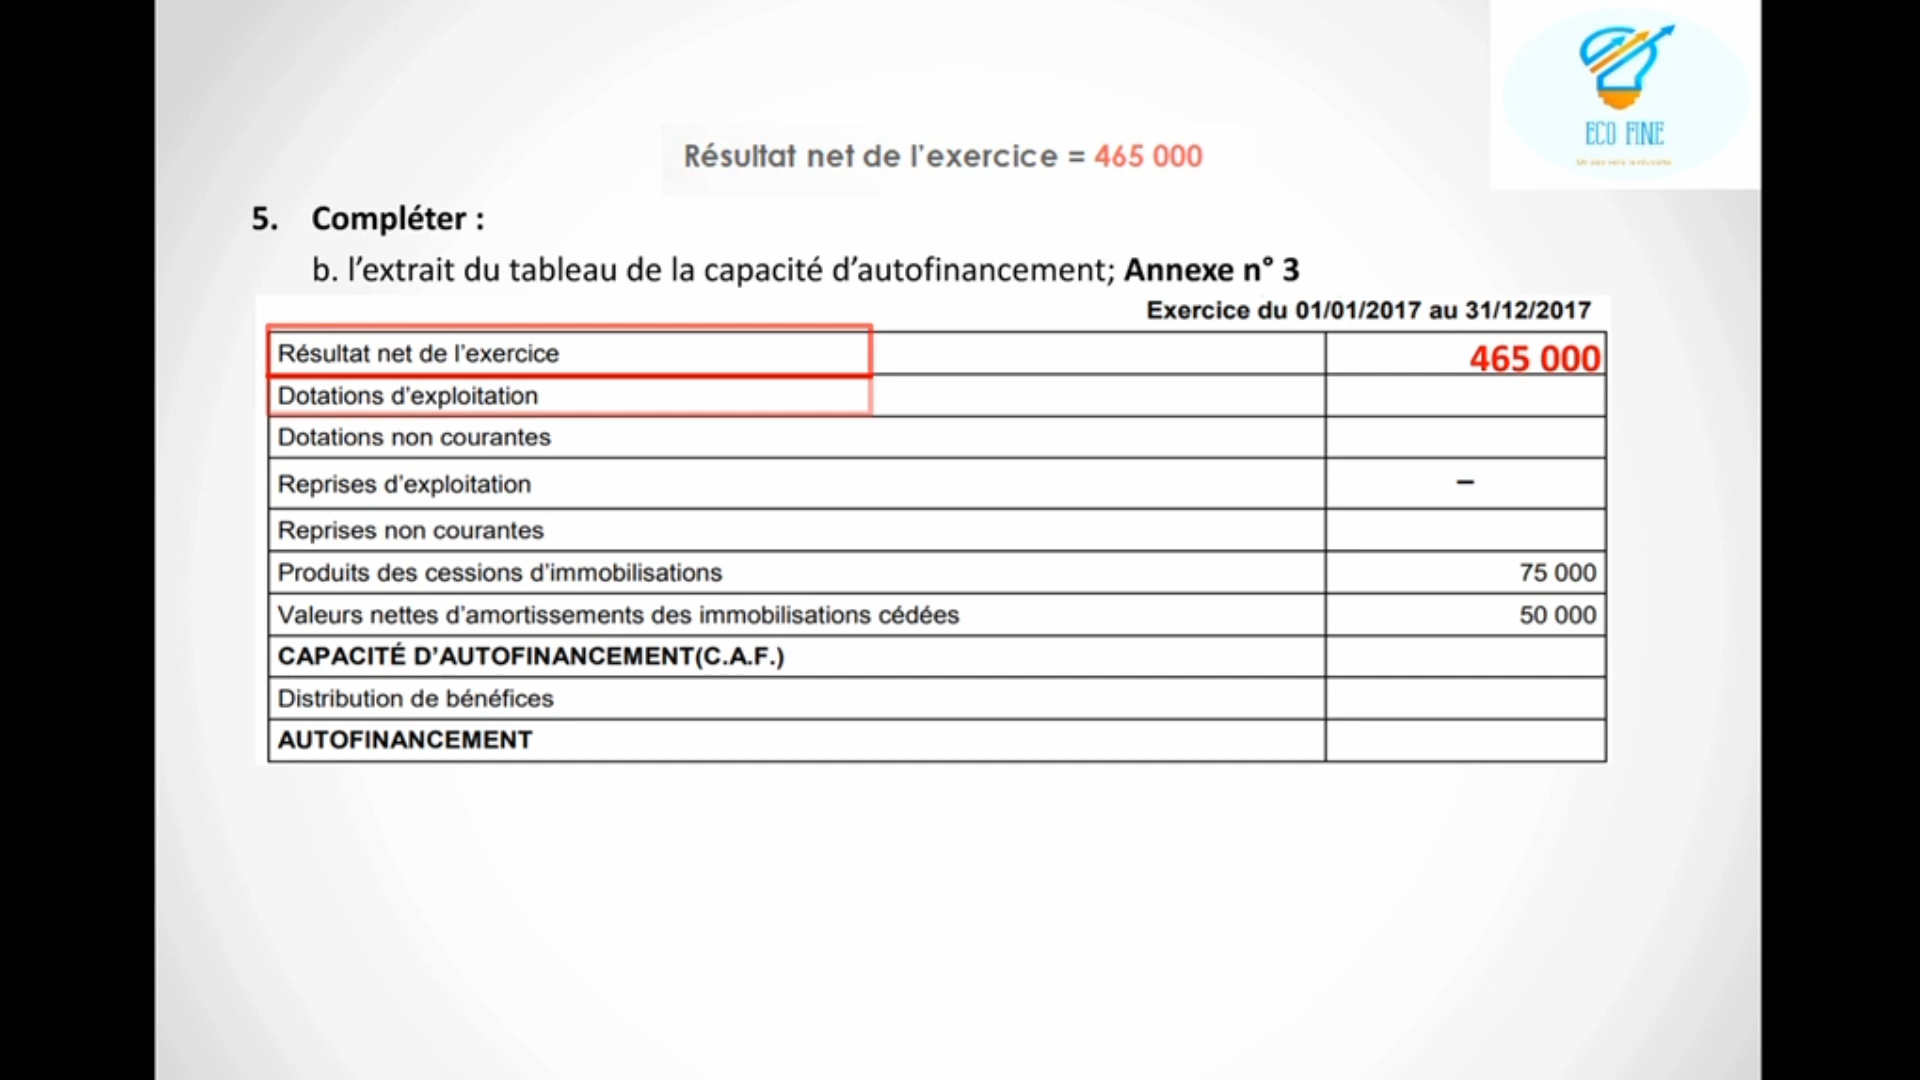 ECO FINE
Résultat net de l'exercice = 465 000
5. Compléter :
b. l'extrait du tableau de la capacité d'autofinancement; Annexe n° 3
Exercice du 01/01/2017 au 31/12/2017
Résultat net de l'exercice 465 000
Dotations d'exploitation
Dotations non courantes
Reprises d'exploitation –
Reprises non courantes
Produits des cessions d'immobilisations 75 000
Valeurs nettes d'amortissements des immobilisations cédées 50 000
CAPACITÉ D'AUTOFINANCEMENT(C.A.F.)
Distribution de bénéfices
AUTOFINANCEMENT